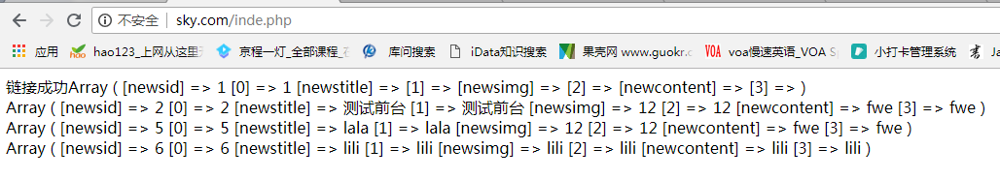 不安全 | sky.com/inde.php
应用 hao123_上网从这里 京程一灯_全部课程_ 库问搜索 iData知识搜索 果壳网 www.guokr.c voa慢速英语_VOA S 小打卡管理系统 Ja
链接成功Array ( [newsid] => 1 [0] => 1 [newstitle] => [1] => [newsimg] => [2] => [newcontent] => [3] => )
Array ( [newsid] => 2 [0] => 2 [newstitle] => 测试前台 [1] => 测试前台 [newsimg] => 12 [2] => 12 [newcontent] => fwe [3] => fwe )
Array ( [newsid] => 5 [0] => 5 [newstitle] => lala [1] => lala [newsimg] => 12 [2] => 12 [newcontent] => fwe [3] => fwe )
Array ( [newsid] => 6 [0] => 6 [newstitle] => lili [1] => lili [newsimg] => lili [2] => lili [newcontent] => lili [3] => lili )